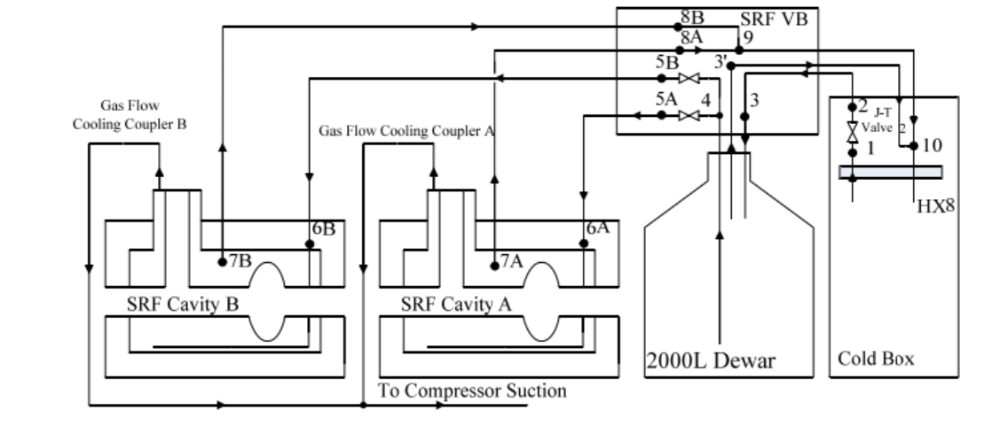 8B
SRF VB
8A
9
5B
3'
5A
4
3
2
J-T
Valve 2
1
10
HX8
Gas Flow
Cooling Coupler B
Gas Flow Cooling Coupler A
6B
6A
7B
7A
SRF Cavity B
SRF Cavity A
2000L Dewar
Cold Box
To Compressor Suction